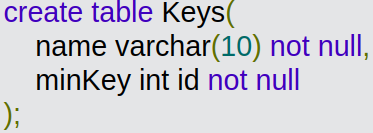 create table Keys(
name varchar(10) not null,
minKey int id not null
);